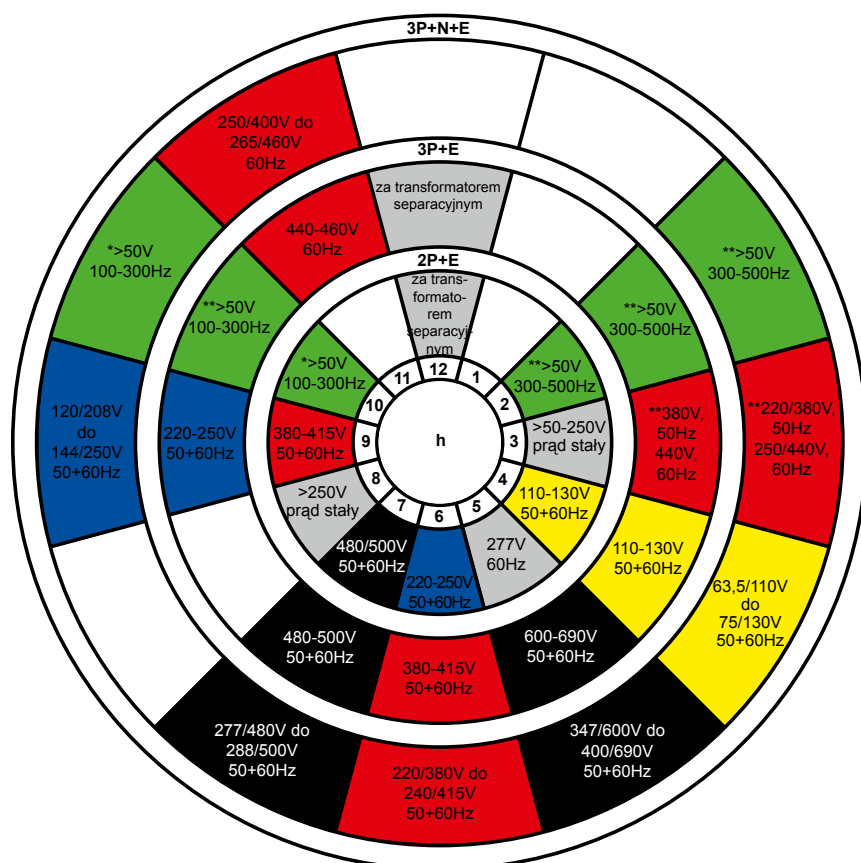 3P+N+E
250/400V do
265/460V
60Hz
*>50V
100-300Hz
**>50V
300-500Hz
120/208V
do
144/250V
50+60Hz
**220/380V,
50Hz
250/440V,
60Hz
63,5/110V
do
75/130V
50+60Hz
277/480V do
288/500V
50+60Hz
220/380V do
240/415V
50+60Hz
347/600V do
400/690V
50+60Hz
3P+E
za transformatorem
separacyjnym
440-460V
60Hz
**>50V
100-300Hz
**>50V
300-500Hz
220-250V
50+60Hz
**380V,
50Hz
440V,
60Hz
110-130V
50+60Hz
480-500V
50+60Hz
380-415V
50+60Hz
600-690V
50+60Hz
2P+E
za trans-
formato-
rem
separacyj-
nym
*>50V
100-300Hz
**>50V
300-500Hz
380-415V
50+60Hz
>50-250V
prąd stały
>250V
prąd stały
110-130V
50+60Hz
480/500V
50+60Hz
220-250V
50+60Hz
277V
60Hz
12
1
2
3
4
5
6
7
8
9
10
11
h